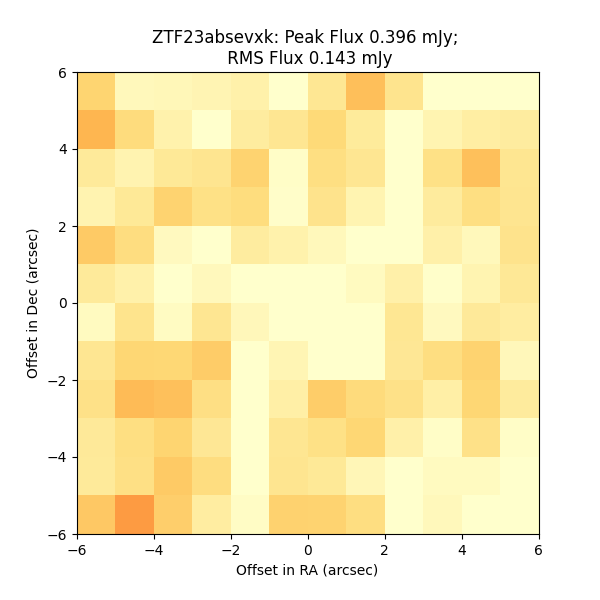 ZTF23absevxk: Peak Flux 0.396 mJy;
RMS Flux 0.143 mJy
6
4
2
0
−2
−4
−6
Offset in Dec (arcsec)
−6 −4 −2 0 2 4 6
Offset in RA (arcsec)